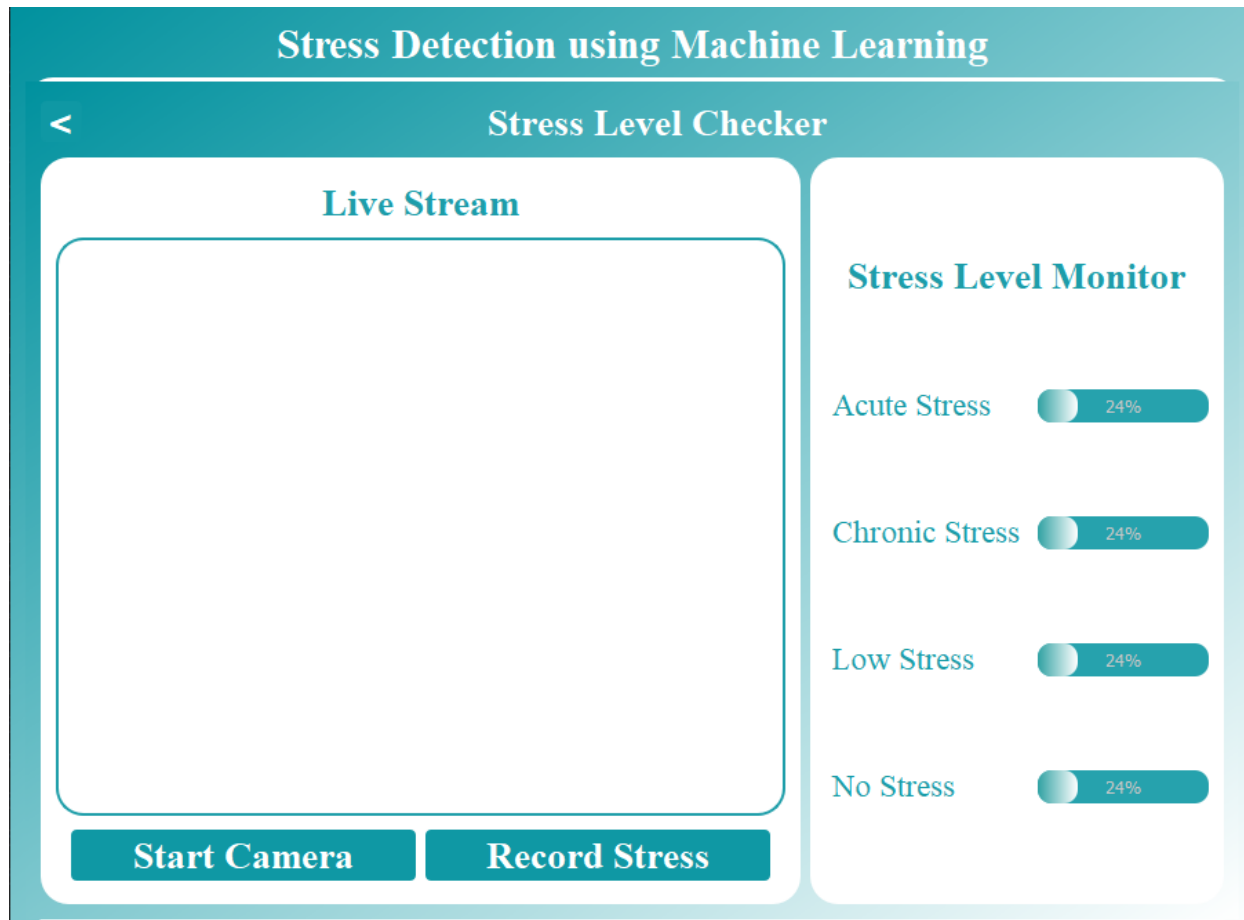 Stress Detection using Machine Learning
< Stress Level Checker
Live Stream
Start Camera Record Stress
Stress Level Monitor
Acute Stress 24%
Chronic Stress 24%
Low Stress 24%
No Stress 24%